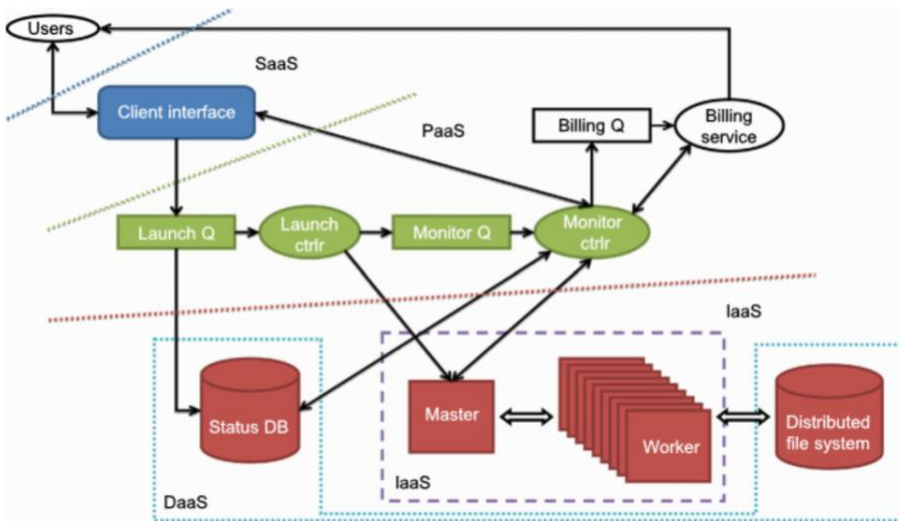 Users
SaaS
Client interface
PaaS
Billing Q
Billing
service
Launch Q
Launch
ctrlr
Monitor Q
Monitor
ctrlr
IaaS
Status DB
Master
Worker
Distributed
file system
DaaS
IaaS